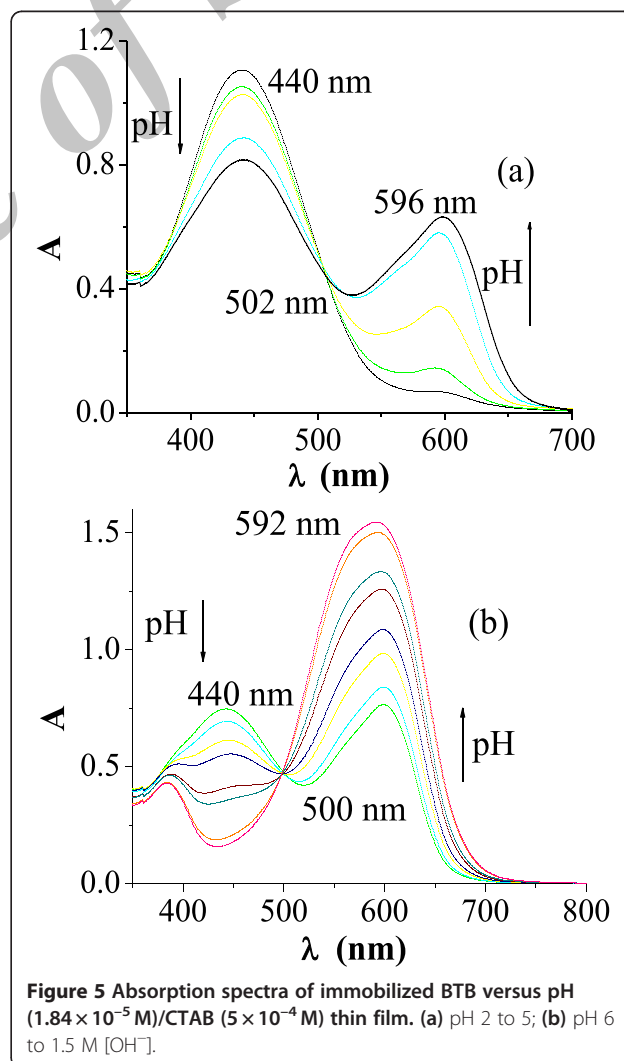 of
1.2
440 nm
pH
0.8
(a)
596 nm
A
pH
0.4
502 nm
0.0
400 500 600 700
λ (nm)
592 nm
1.5
pH
(b)
1.0
440 nm
A
pH
0.5
500 nm
0.0
400 500 600 700 800
λ (nm)
Figure 5 Absorption spectra of immobilized BTB versus pH
(1.84 × 10⁻⁵ M)/CTAB (5 × 10⁻⁴ M) thin film. (a) pH 2 to 5; (b) pH 6
to 1.5 M [OH⁻].